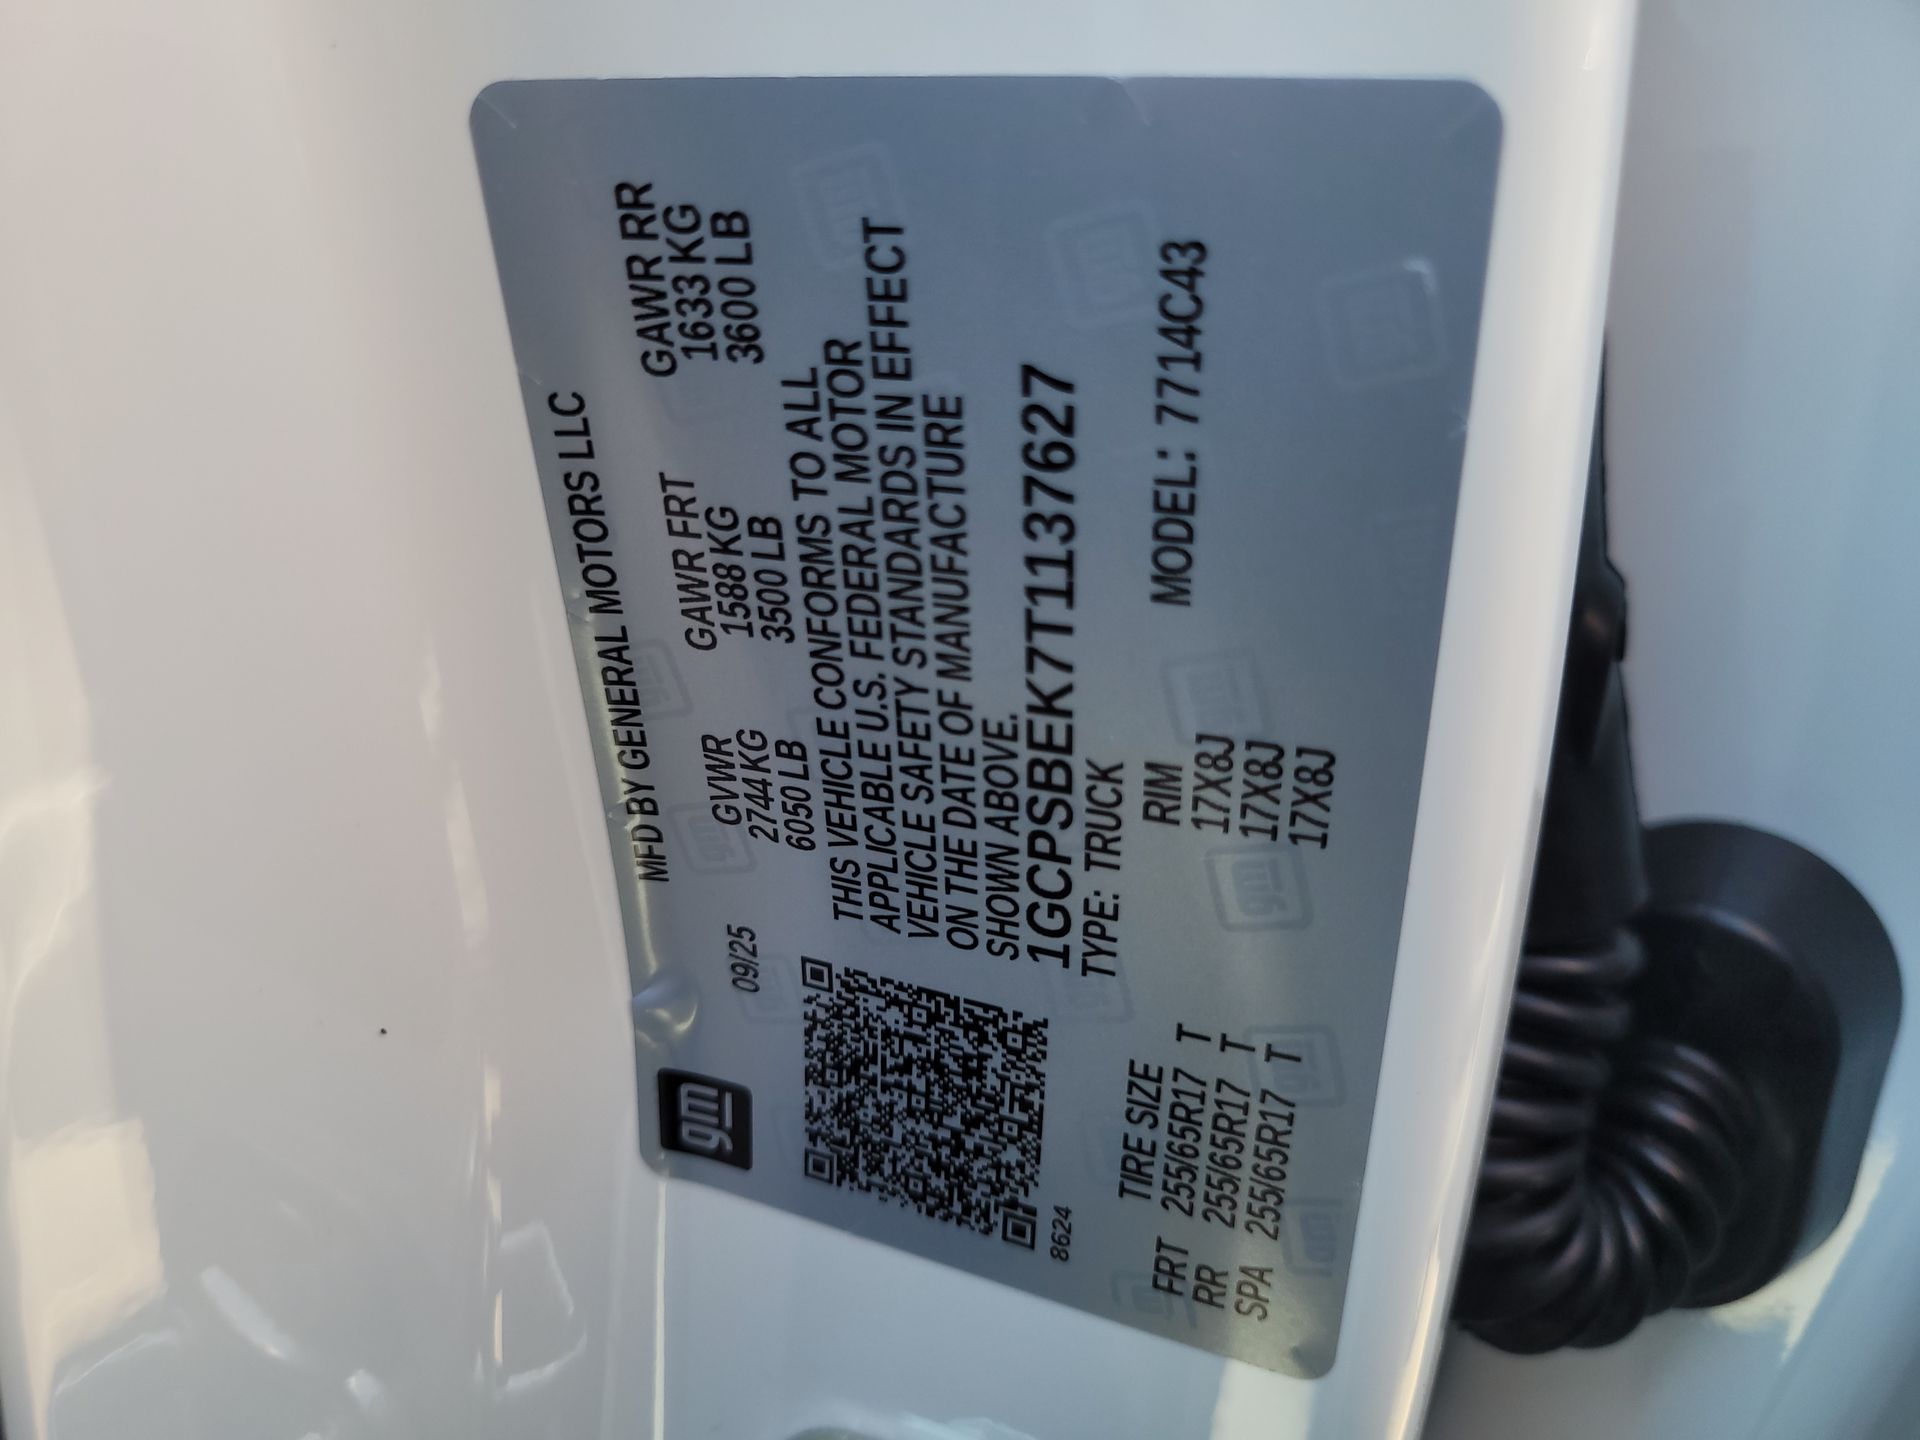 gm
MFD BY GENERAL MOTORS LLC
09/25
GVWR GAWR FRT GAWR RR
2744 KG 1588 KG 1633 KG
6050 LB 3500 LB 3600 LB
THIS VEHICLE CONFORMS TO ALL
APPLICABLE U.S. FEDERAL MOTOR
VEHICLE SAFETY STANDARDS IN EFFECT
ON THE DATE OF MANUFACTURE
SHOWN ABOVE.
1GCPSBEK7T1137627
8624
TYPE: TRUCK
MODEL: 7714C43
TIRE SIZE RIM
FRT 255/65R17 T 17X8J
RR 255/65R17 T 17X8J
SPA 255/65R17 T 17X8J